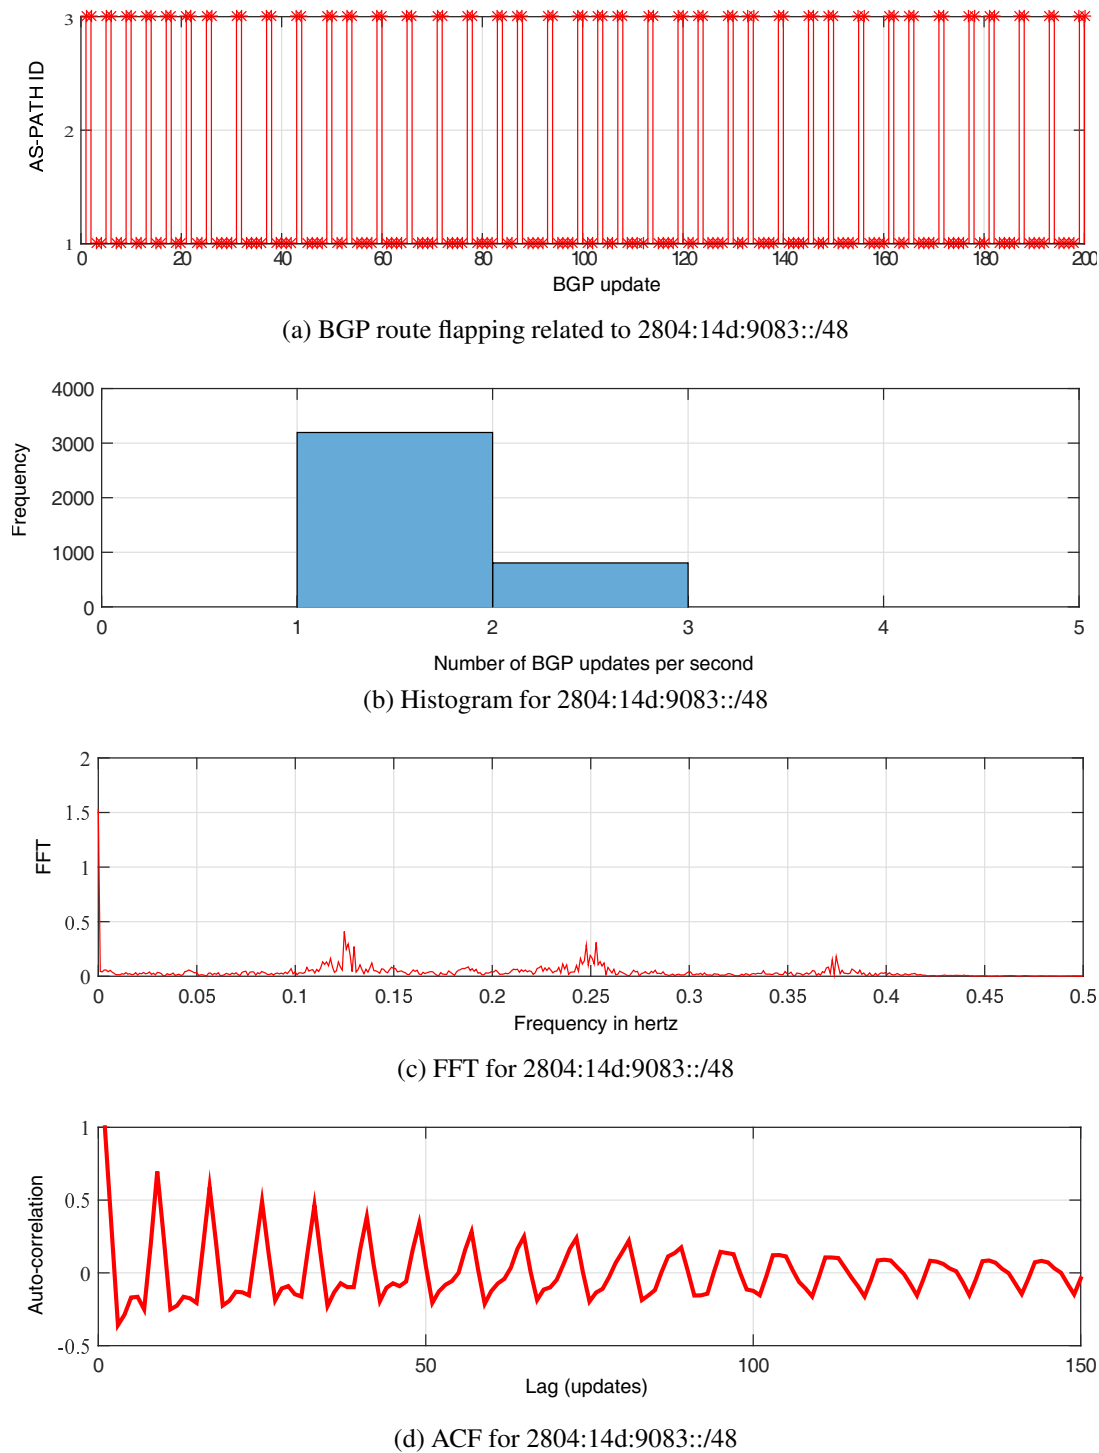 3
2
1
AS-PATH ID
0 20 40 60 80 100 120 140 160 180 200
BGP update
(a) BGP route flapping related to 2804:14d:9083::/48
4000
3000
2000
1000
0
Frequency
0 1 2 3 4 5
Number of BGP updates per second
(b) Histogram for 2804:14d:9083::/48
2
1.5
1
0.5
0
FFT
0 0.05 0.1 0.15 0.2 0.25 0.3 0.35 0.4 0.45 0.5
Frequency in hertz
(c) FFT for 2804:14d:9083::/48
1
0.5
0
-0.5
Auto-correlation
0 50 100 150
Lag (updates)
(d) ACF for 2804:14d:9083::/48